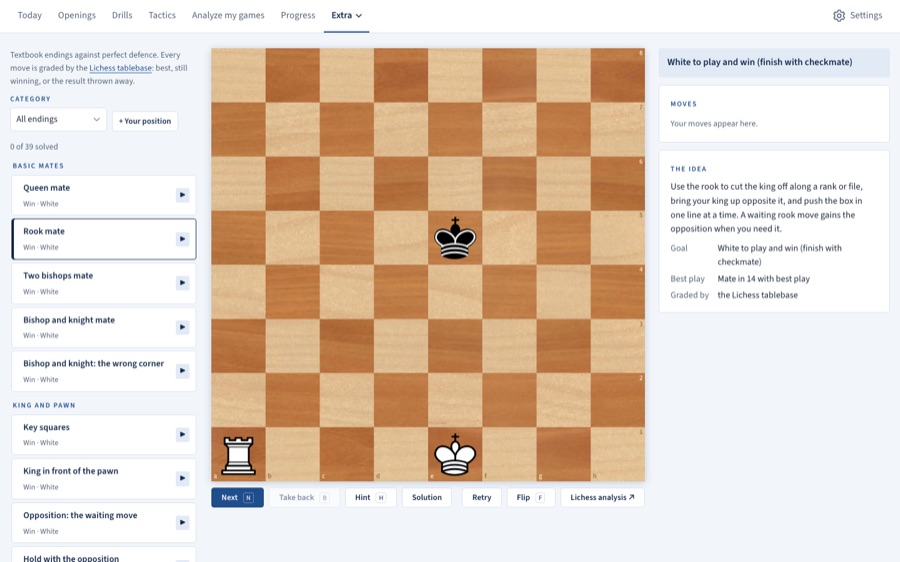 Today Openings Drills Tactics Analyze my games Progress Extra Settings
Textbook endings against perfect defence. Every
move is graded by the Lichess tablebase: best, still
winning, or the result thrown away.
CATEGORY
All endings
+ Your position
0 of 39 solved
BASIC MATES
Queen mate
Win · White
Rook mate
Win · White
Two bishops mate
Win · White
Bishop and knight mate
Win · White
Bishop and knight: the wrong corner
Win · White
KING AND PAWN
Key squares
Win · White
King in front of the pawn
Win · White
Opposition: the waiting move
Win · White
Hold with the opposition
8
7
6
5
4
3
2
1
a b c d e f g h
Next N Take back B Hint H Solution Retry Flip F Lichess analysis ↗
White to play and win (finish with checkmate)
MOVES
Your moves appear here.
THE IDEA
Use the rook to cut the king off along a rank or file,
bring your king up opposite it, and push the box in
one line at a time. A waiting rook move gains the
opposition when you need it.
Goal White to play and win (finish with
checkmate)
Best play Mate in 14 with best play
Graded by the Lichess tablebase